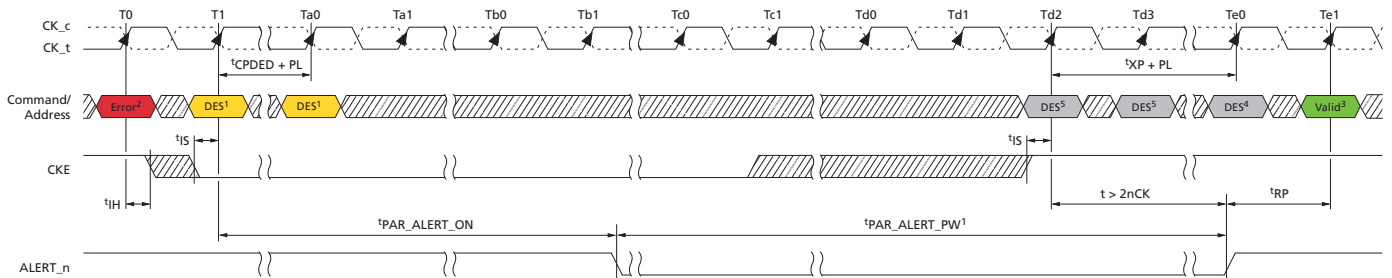 T0 T1 Ta0 Ta1 Tb0 Tb1 Tc0 Tc1 Td0 Td1 Td2 Td3 Te0 Te1
CK_c
CK_t
tCPDED + PL tXP + PL
Command/
Address
Error² DES¹ DES¹ DES⁵ DES⁵ DES⁴ Valid³
tIS tIS
CKE
tIH t > 2nCK tRP
tPAR_ALERT_ON tPAR_ALERT_PW¹
ALERT_n